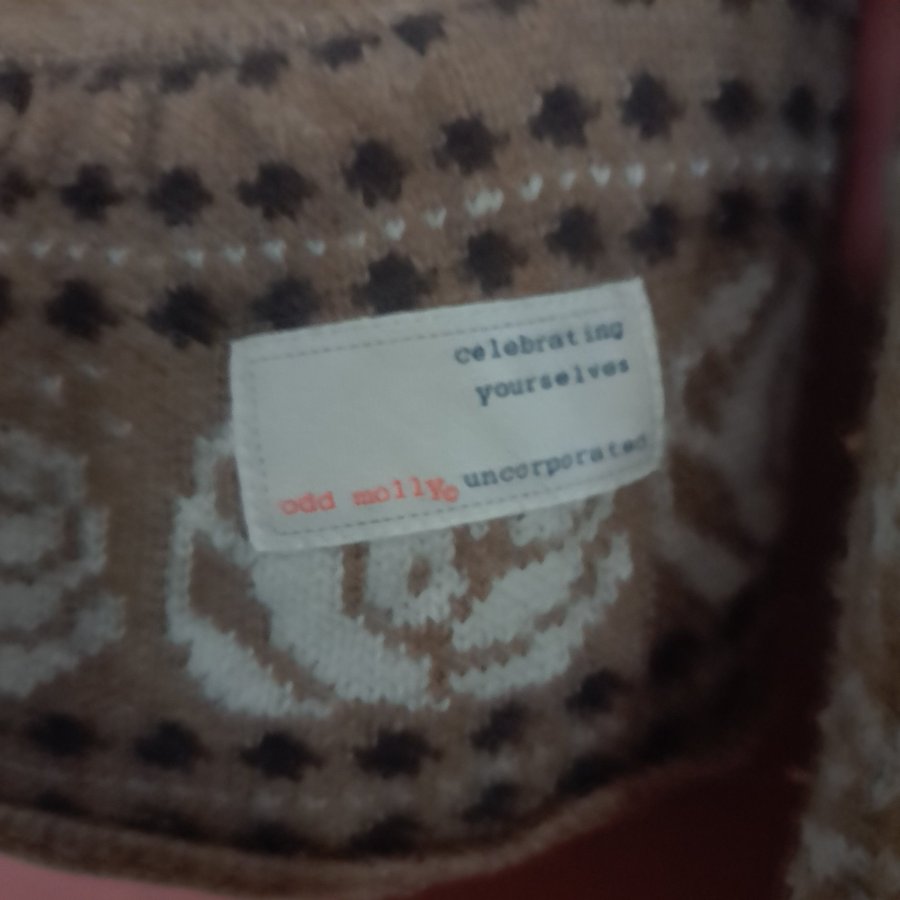 celebrating
yourselves
odd molly© uncorporated